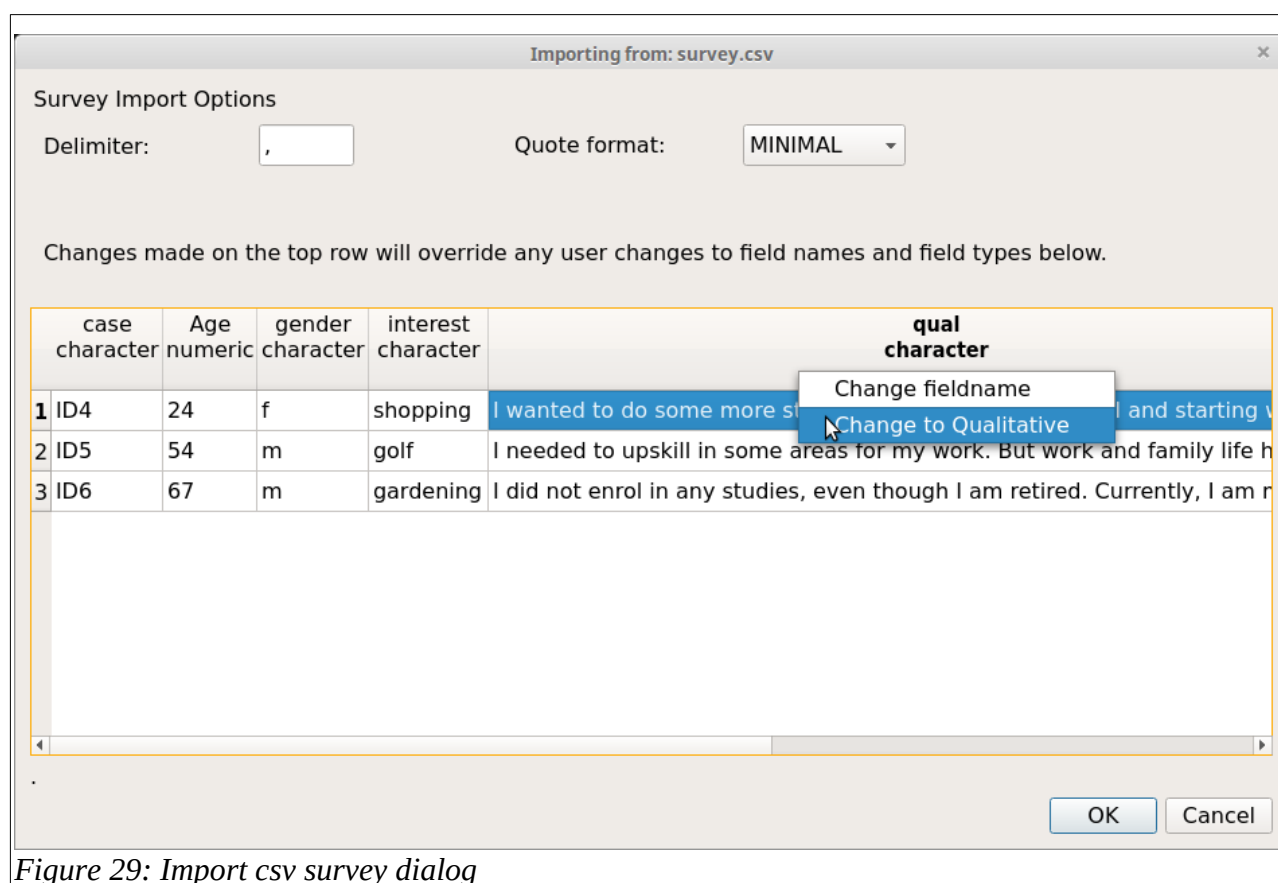 Importing from: survey.csv ×
Survey Import Options
Delimiter: , Quote format: MINIMAL
Changes made on the top row will override any user changes to field names and field types below.
case Age gender interest qual
character numeric character character character
Change fieldname
1 ID4 24 f shopping I wanted to do some more and starting
Change to Qualitative
2 ID5 54 m golf I needed to upskill in some areas for my work. But work and family life
3 ID6 67 m gardening I did not enrol in any studies, even though I am retired. Currently, I am
.
OK Cancel
Figure 29: Import csv survey dialog